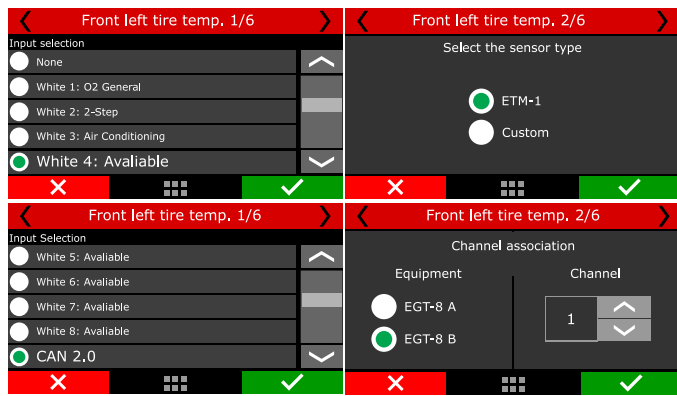 Front left tire temp. 1/6
Input selection
None
White 1: O2 General
White 2: 2-Step
White 3: Air Conditioning
White 4: Avaliable
Front left tire temp. 2/6
Select the sensor type
ETM-1
Custom
Front left tire temp. 1/6
Input Selection
White 5: Avaliable
White 6: Avaliable
White 7: Avaliable
White 8: Avaliable
CAN 2.0
Front left tire temp. 2/6
Channel association
Equipment
EGT-8 A
EGT-8 B
Channel
1